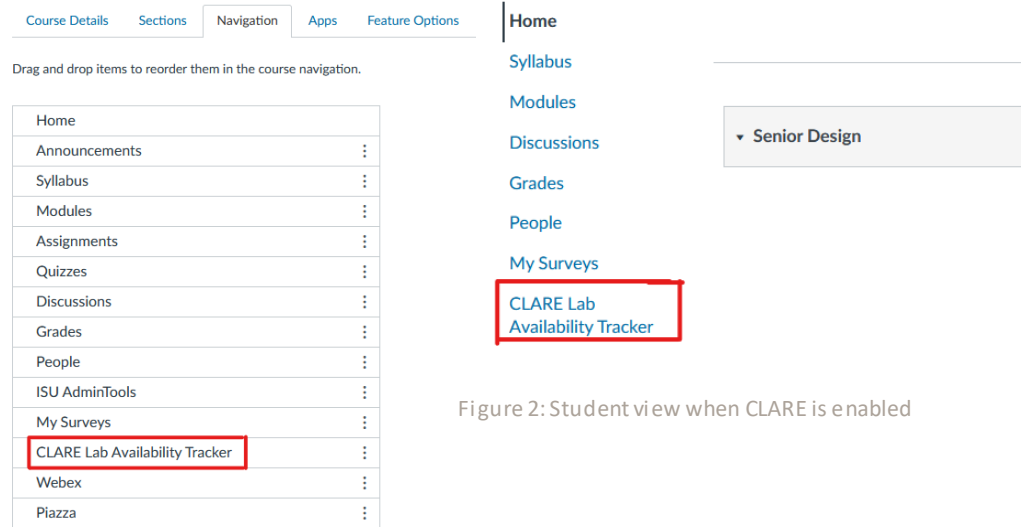 Course Details
Sections
Navigation
Apps
Feature Options
Drag and drop items to reorder them in the course navigation.
Home
Announcements
Syllabus
Modules
Assignments
Quizzes
Discussions
Grades
People
ISU AdminTools
My Surveys
CLARE Lab Availability Tracker
Webex
Piazza
Home
Syllabus
Modules
Discussions
Grades
People
My Surveys
CLARE Lab
Availability Tracker
Senior Design
Figure 2: Student view when CLARE is enabled